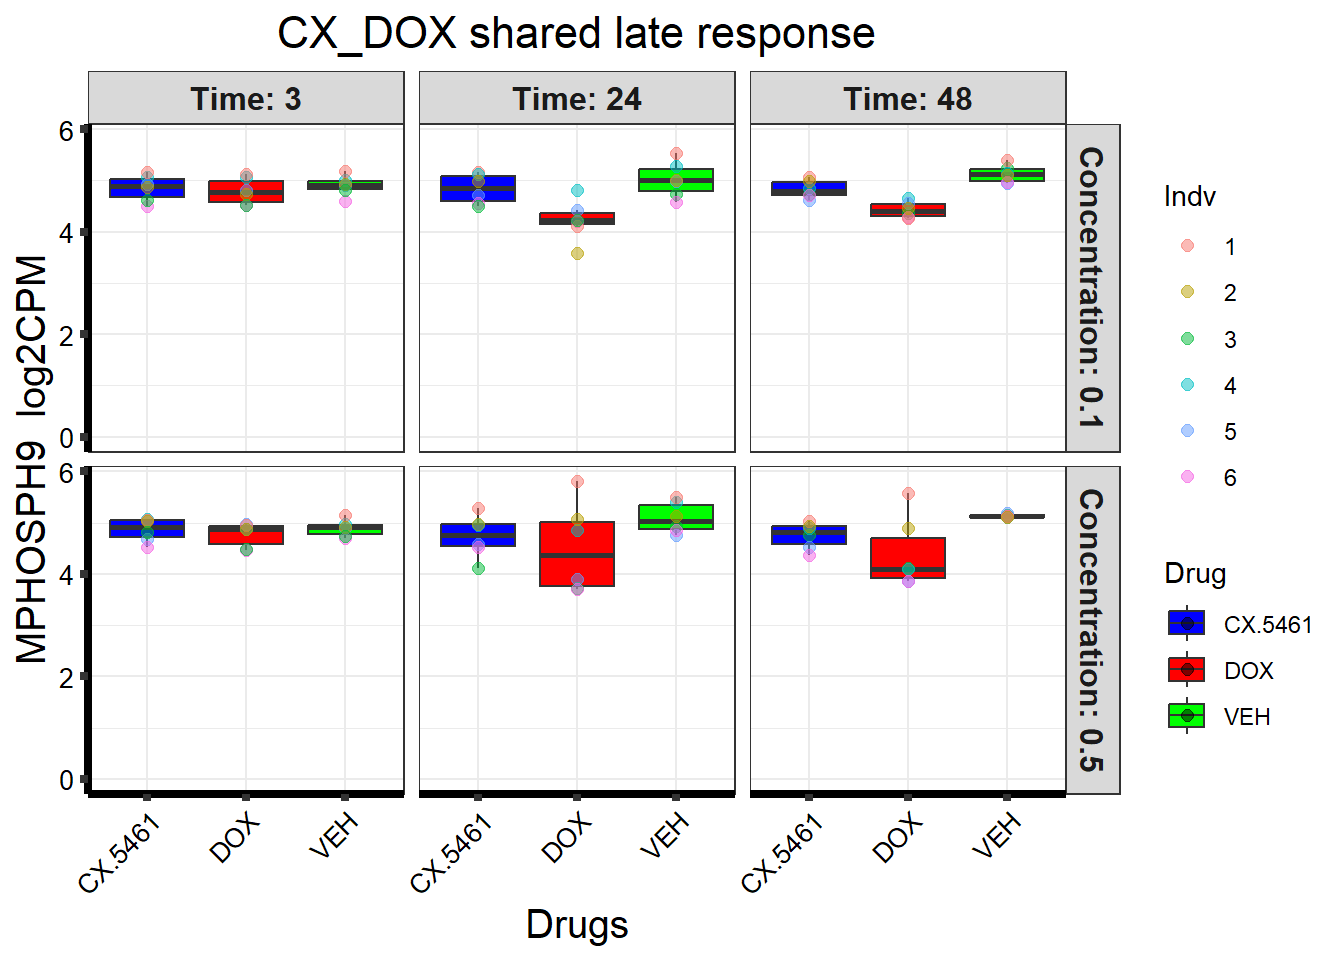 CX_DOX shared late response
Time: 3
Time: 24
Time: 48
MPHOSPH9 log2CPM
6
4
2
0
Concentration: 0.1
6
4
2
0
Concentration: 0.5
CX.5461
DOX
VEH
CX.5461
DOX
VEH
CX.5461
DOX
VEH
Drugs
Indv
1
2
3
4
5
6
Drug
CX.5461
DOX
VEH